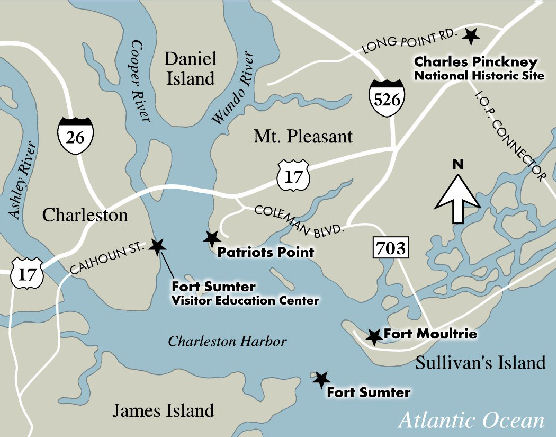 LONG POINT RD.
Charles Pinckney
National Historic Site
Daniel
Island
Cooper River
Wando River
526
I.O.P. CONNECTOR
26
Mt. Pleasant
Ashley River
17
N
Charleston
COLEMAN BLVD.
CALHOUN ST.
Patriots Point
703
17
Fort Sumter
Visitor Education Center
Charleston Harbor
Fort Moultrie
Sullivan's Island
Fort Sumter
James Island
Atlantic Ocean